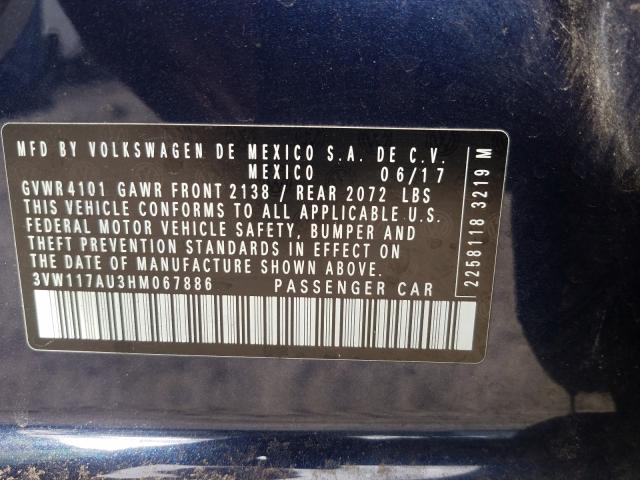 MFD BY VOLKSWAGEN DE MEXICO S.A. DE C.V.
MEXICO 06/17
GVWR 4101 GAWR FRONT 2138 / REAR 2072 LBS
THIS VEHICLE CONFORMS TO ALL APPLICABLE U.S.
FEDERAL MOTOR VEHICLE SAFETY, BUMPER AND
THEFT PREVENTION STANDARDS IN EFFECT ON
THE DATE OF MANUFACTURE SHOWN ABOVE.
3VW117AU3HM067886 PASSENGER CAR
2258118 3219 M